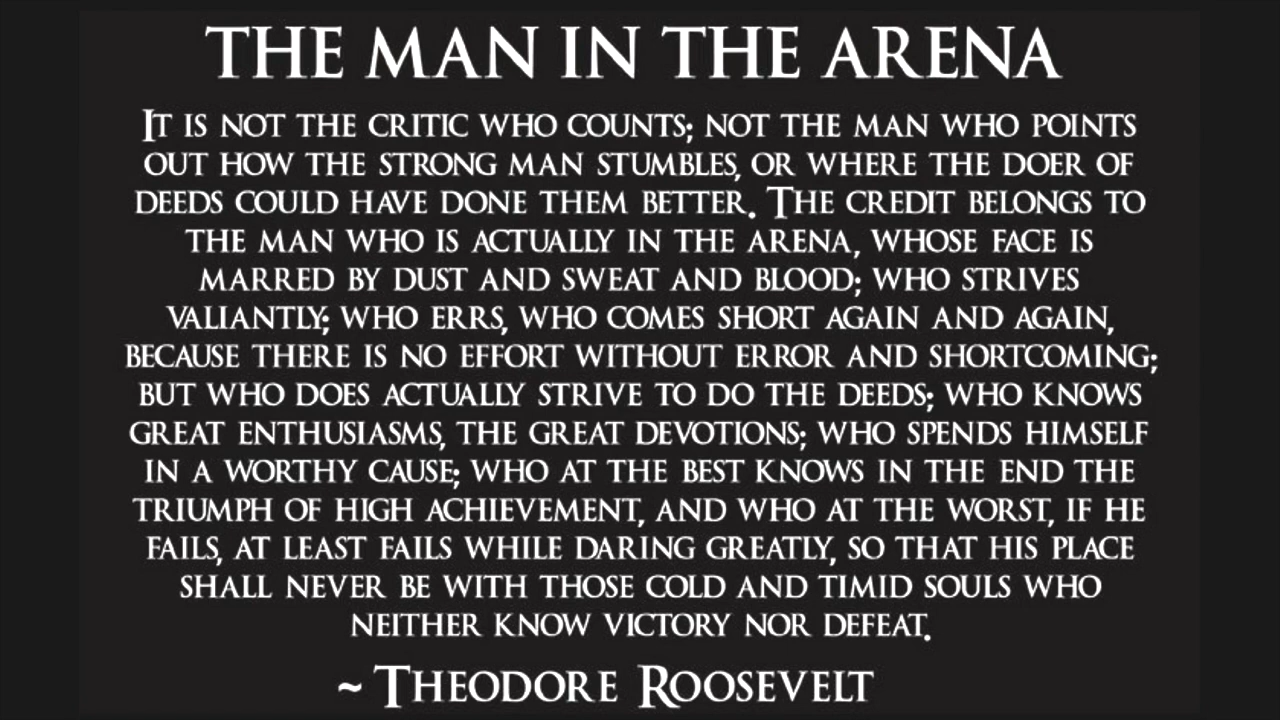 THE MAN IN THE ARENA
IT IS NOT THE CRITIC WHO COUNTS; NOT THE MAN WHO POINTS
OUT HOW THE STRONG MAN STUMBLES, OR WHERE THE DOER OF
DEEDS COULD HAVE DONE THEM BETTER. THE CREDIT BELONGS TO
THE MAN WHO IS ACTUALLY IN THE ARENA, WHOSE FACE IS
MARRED BY DUST AND SWEAT AND BLOOD; WHO STRIVES
VALIANTLY; WHO ERRS, WHO COMES SHORT AGAIN AND AGAIN,
BECAUSE THERE IS NO EFFORT WITHOUT ERROR AND SHORTCOMING;
BUT WHO DOES ACTUALLY STRIVE TO DO THE DEEDS; WHO KNOWS
GREAT ENTHUSIASMS, THE GREAT DEVOTIONS; WHO SPENDS HIMSELF
IN A WORTHY CAUSE; WHO AT THE BEST KNOWS IN THE END THE
TRIUMPH OF HIGH ACHIEVEMENT, AND WHO AT THE WORST, IF HE
FAILS, AT LEAST FAILS WHILE DARING GREATLY, SO THAT HIS PLACE
SHALL NEVER BE WITH THOSE COLD AND TIMID SOULS WHO
NEITHER KNOW VICTORY NOR DEFEAT.
~ THEODORE ROOSEVELT